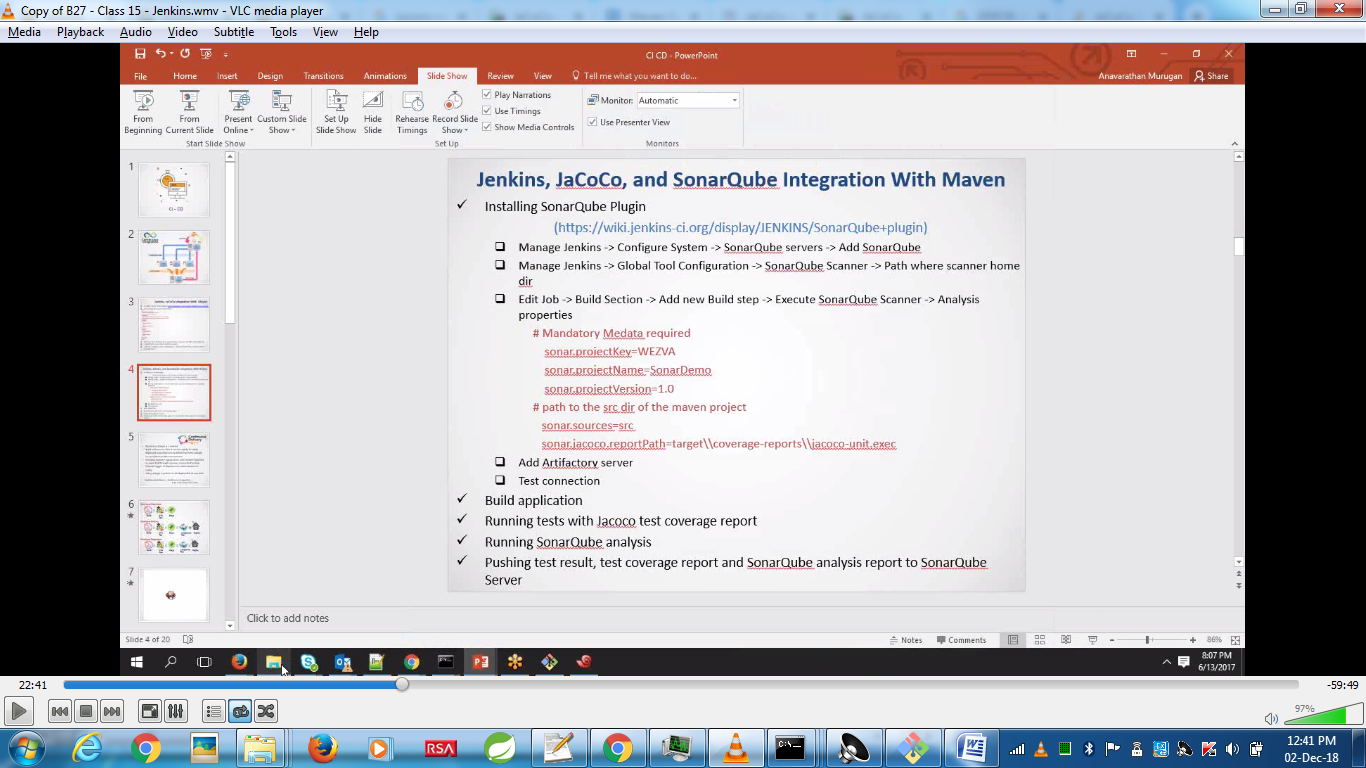 Copy of B27 - Class 15 - Jenkins.wmv - VLC media player
Media Playback Audio Video Subtitle Tools View Help
CI CD - PowerPoint
File Home Insert Design Transitions Animations Slide Show Review View Tell me what you want to do... Anavarathan Murugan Share
From Beginning
From Current Slide
Present Online
Custom Slide Show
Set Up Slide Show
Hide Slide
Rehearse Timings
Record Slide Show
Play Narrations
Use Timings
Show Media Controls
Monitor: Automatic
Use Presenter View
Start Slide Show Set Up Monitors
1
2
3
4
5
6
7
Jenkins, JaCoCo, and SonarQube Integration With Maven
Installing SonarQube Plugin
(https://wiki.jenkins-ci.org/display/JENKINS/SonarQube+plugin)
Manage Jenkins -> Configure System -> SonarQube servers -> Add SonarQube
Manage Jenkins -> Global Tool Configuration -> SonarQube Scanner -> Path where scanner home
dir
Edit Job -> Build Section -> Add new Build step -> Execute SonarQube Scanner -> Analysis
properties
# Mandatory Medata required
sonar.projectKey=WEZVA
sonar.projectName=SonarDemo
sonar.projectVersion=1.0
# path to the src dir of the maven project
sonar.sources=src
sonar.jacoco.reportPath=target\\coverage-reports\\jacoco-unit.exec
Add Artifactory server
Test connection
Build application
Running tests with Jacoco test coverage report
Running SonarQube analysis
Pushing test result, test coverage report and SonarQube analysis report to SonarQube
Server
Click to add notes
Slide 4 of 20 Notes Comments 86%
8:07 PM
6/13/2017
22:41 -59:49
97%
RSA
12:41 PM
02-Dec-18